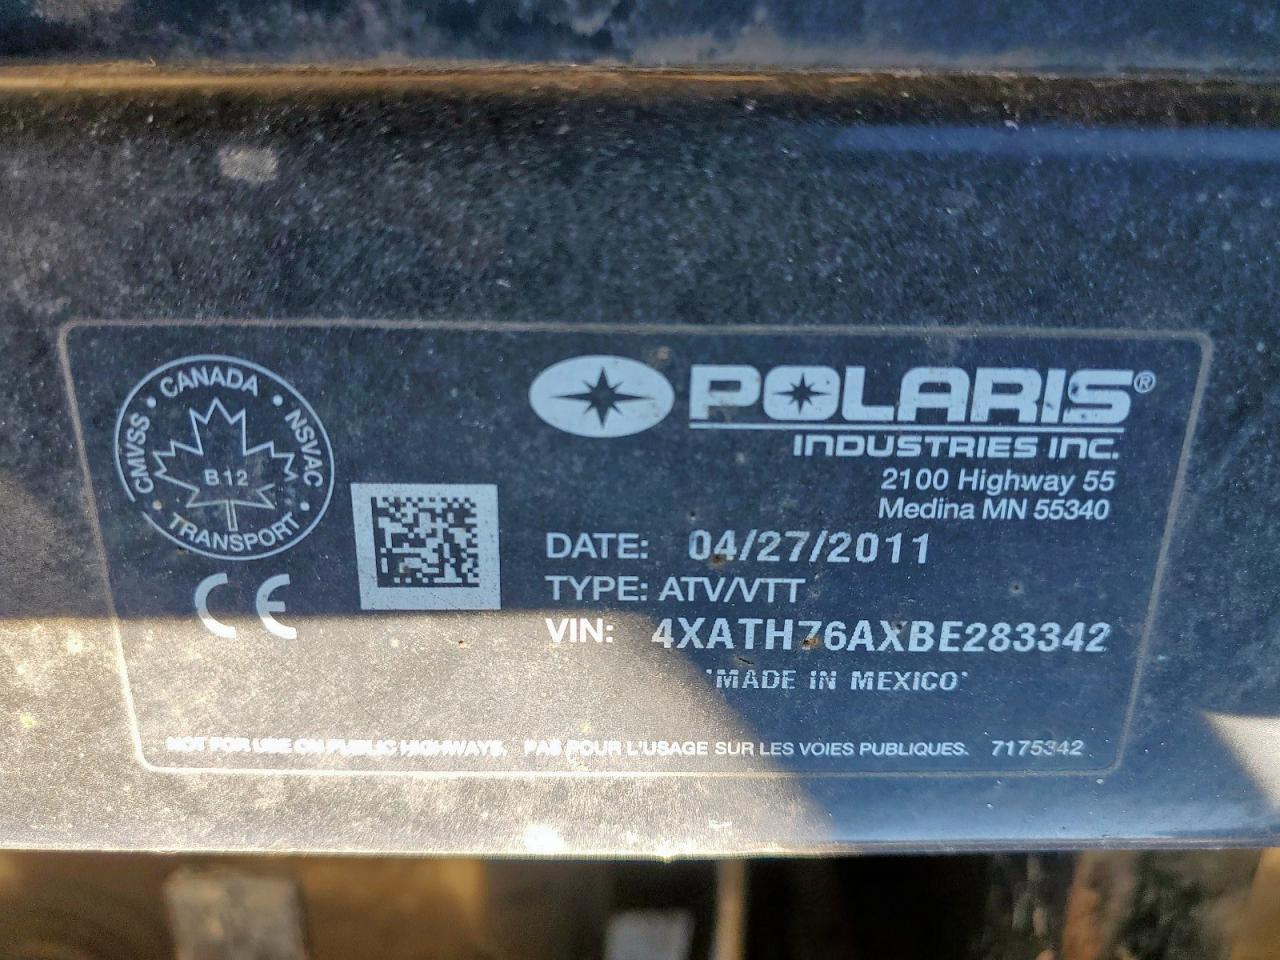 CANADA
CMVSS • NSVAC
B12
TRANSPORT
CE
POLARIS®
INDUSTRIES INC.
2100 Highway 55
Medina MN 55340
DATE: 04/27/2011
TYPE: ATV/VTT
VIN: 4XATH76AXBE283342
'MADE IN MEXICO'
NOT FOR USE ON PUBLIC HIGHWAYS. PAS POUR L'USAGE SUR LES VOIES PUBLIQUES. 7175342